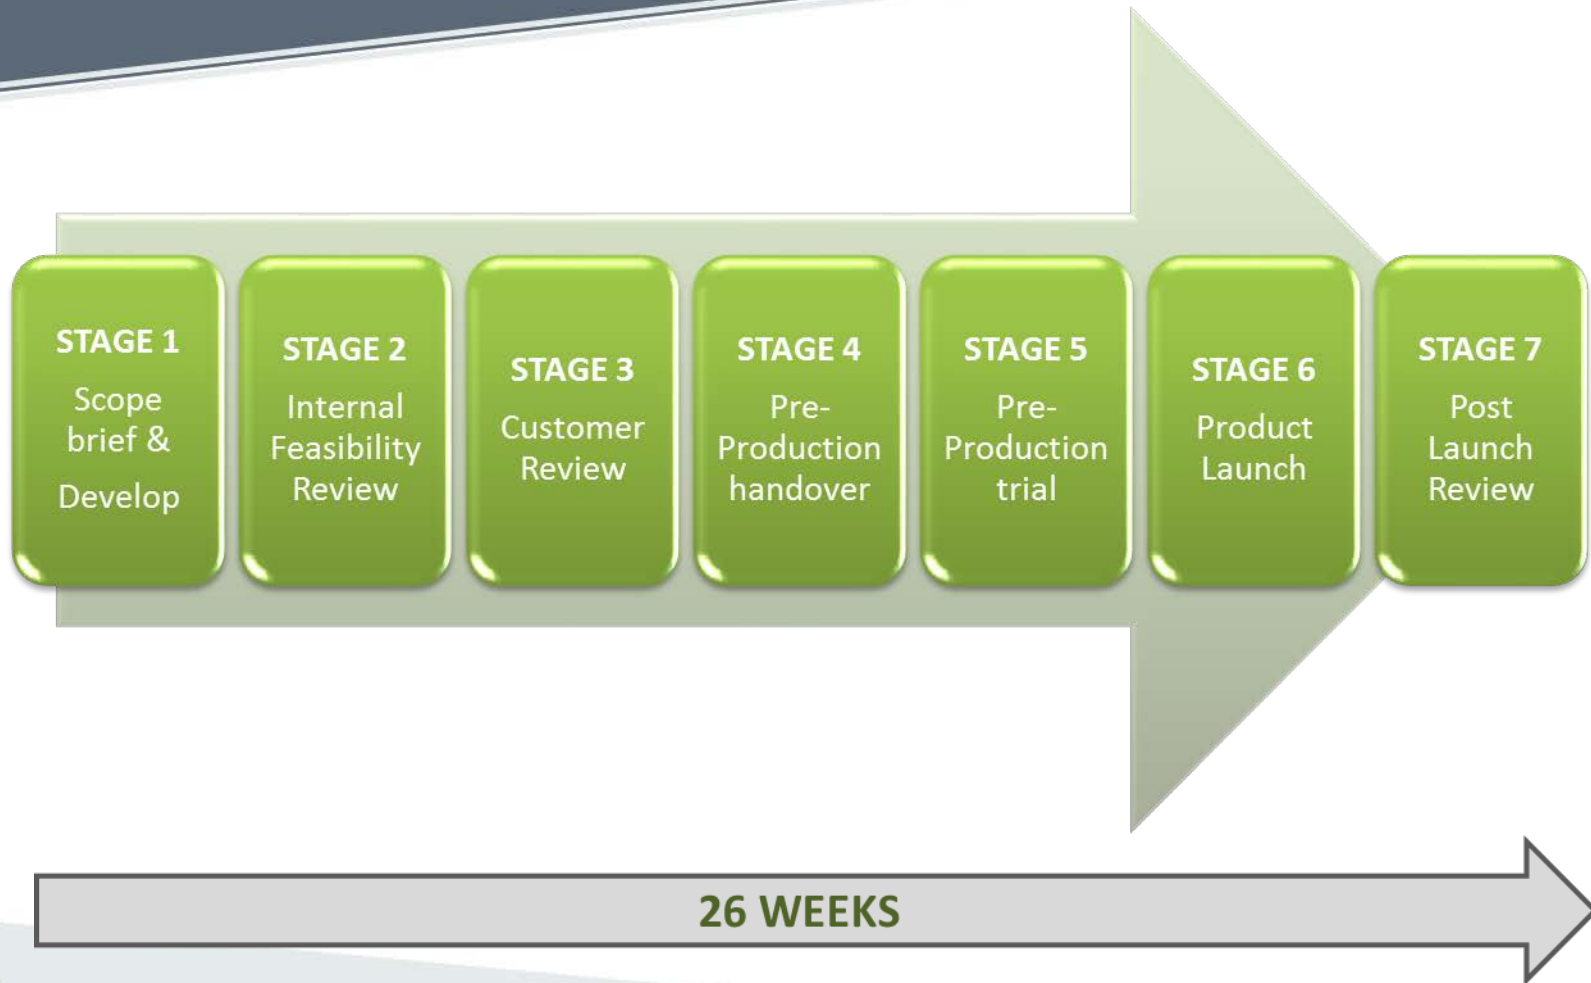 STAGE 1
Scope
brief &
Develop
STAGE 2
Internal
Feasibility
Review
STAGE 3
Customer
Review
STAGE 4
Pre-
Production
handover
STAGE 5
Pre-
Production
trial
STAGE 6
Product
Launch
STAGE 7
Post
Launch
Review
26 WEEKS